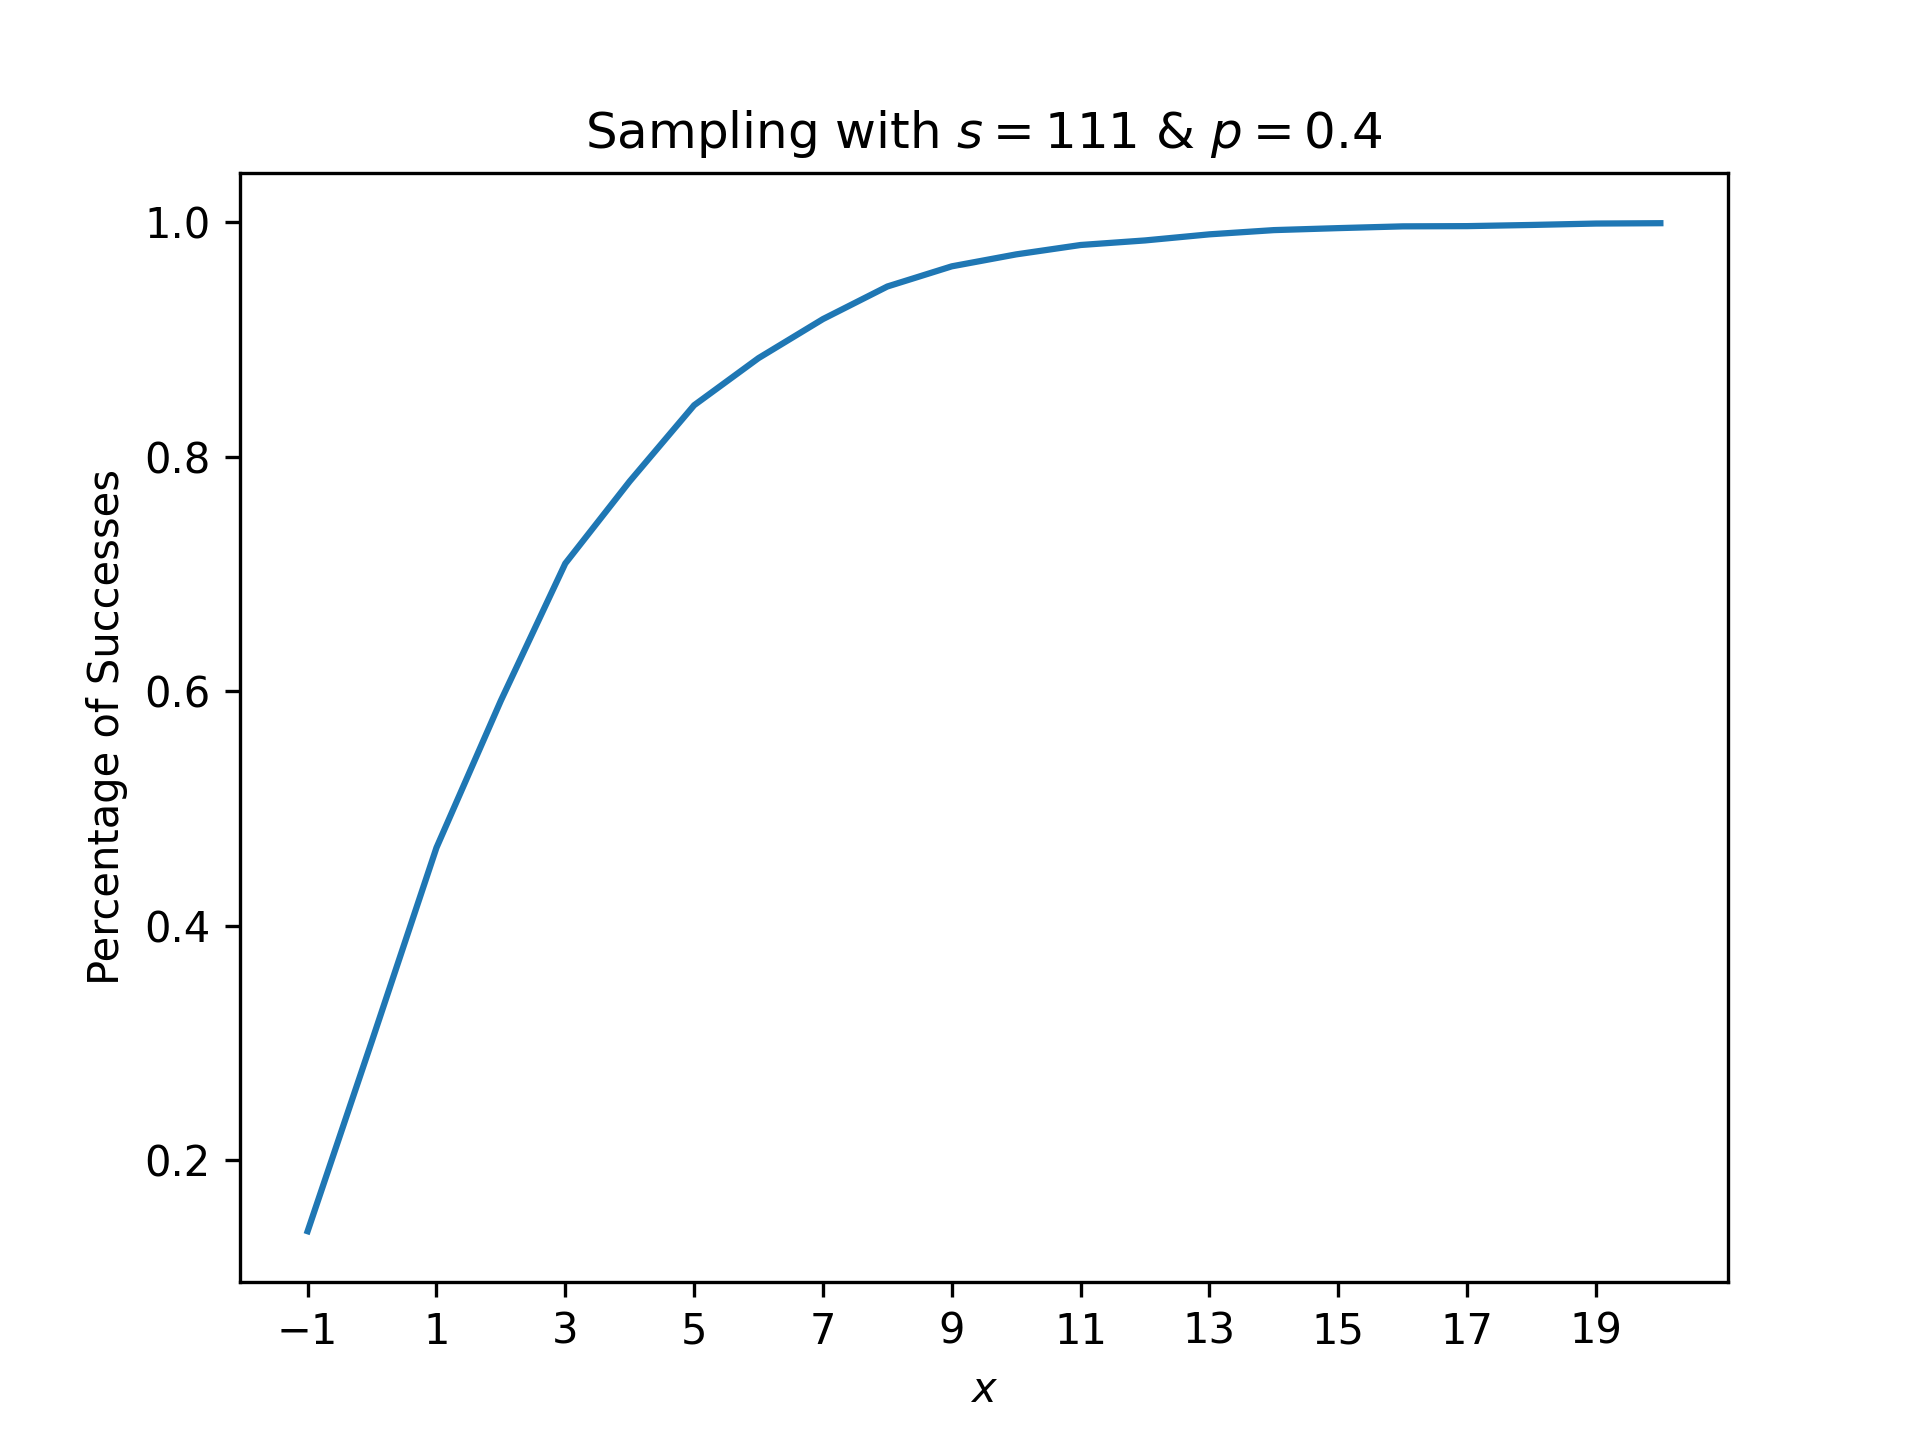 Sampling with s = 111 & p = 0.4
Percentage of Successes
1.0
0.8
0.6
0.4
0.2
−1 1 3 5 7 9 11 13 15 17 19
x